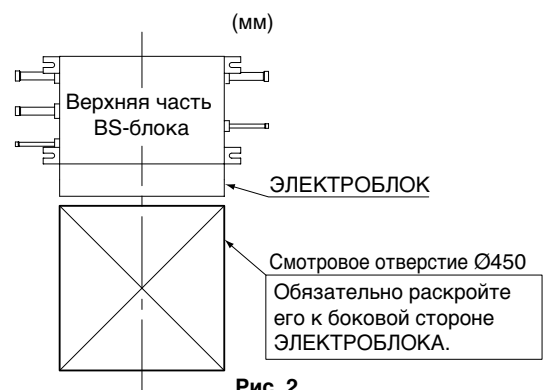 (мм)
Верхняя часть
BS-блока
ЭЛЕКТРОБЛОК
Смотровое отверстие Ø450
Обязательно раскройте
его к боковой стороне
ЭЛЕКТРОБЛОКА.
Рис. 2